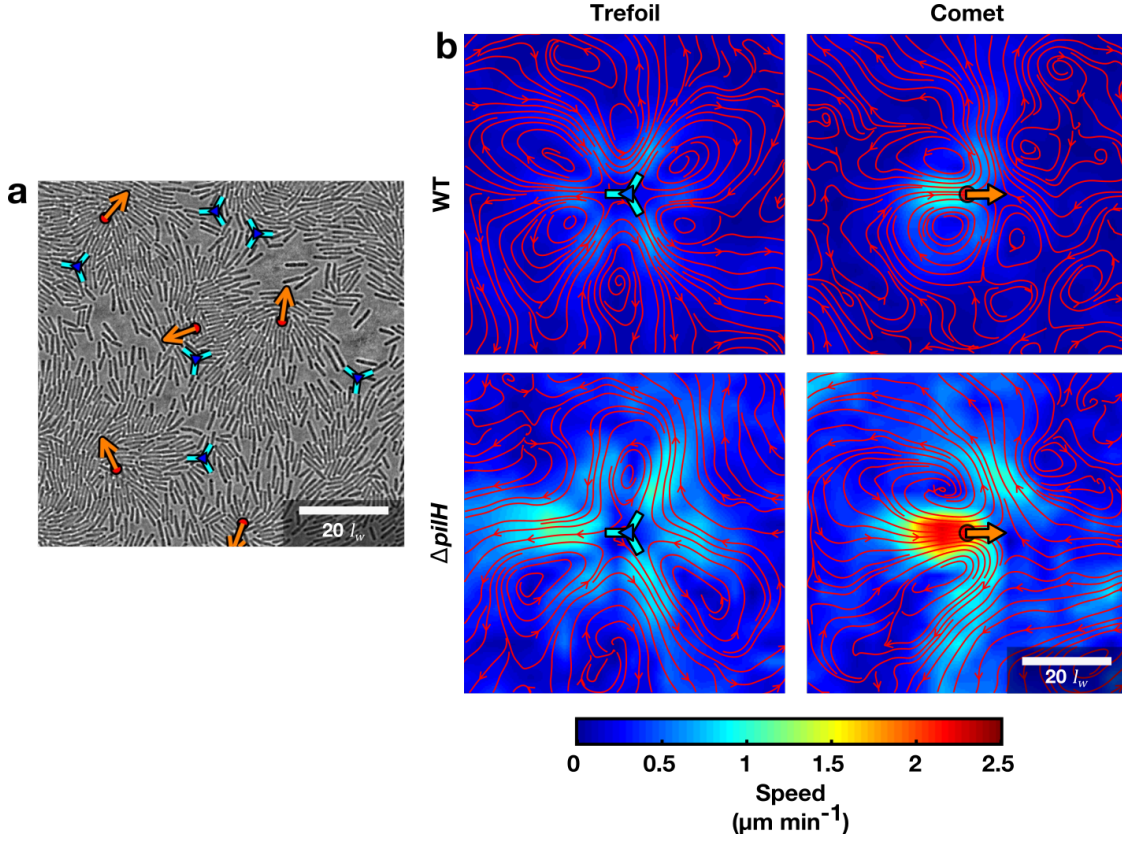 Trefoil
Comet
b
a
WT
20 l_w
ΔpilH
20 l_w
0 0.5 1 1.5 2 2.5
Speed
(µm min⁻¹)